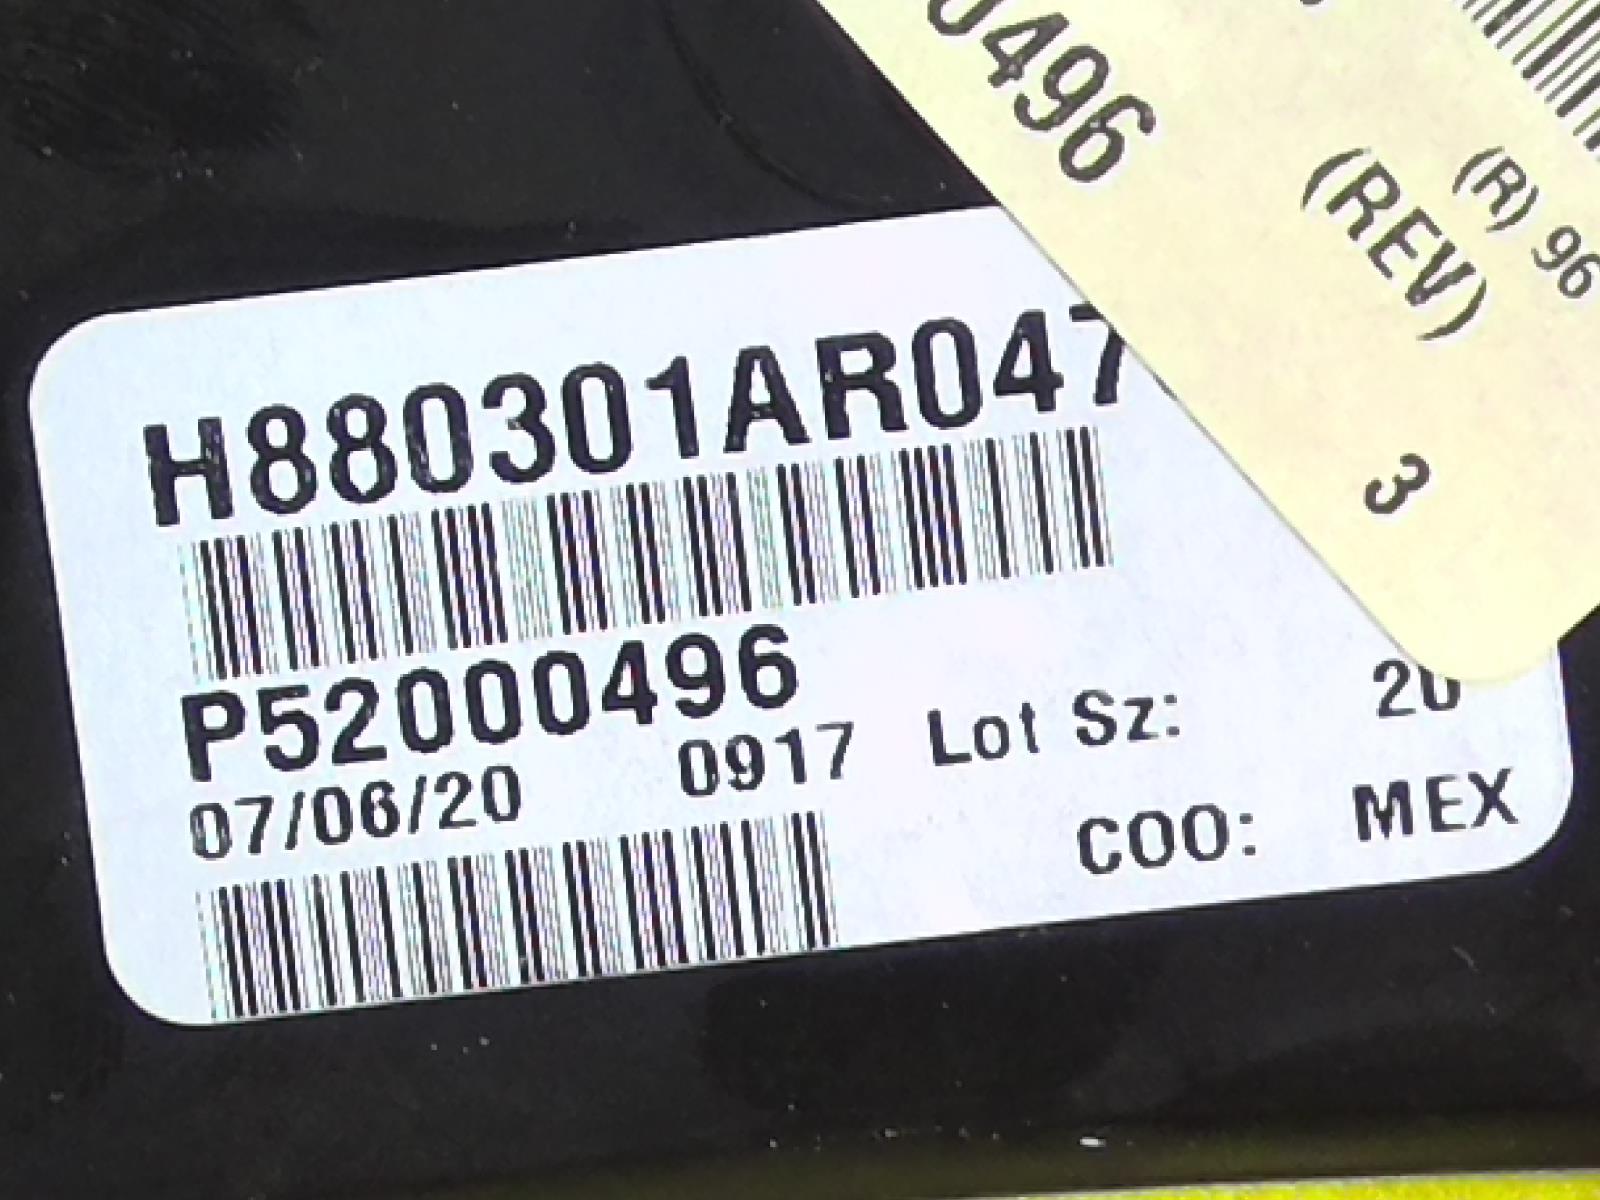 0496
(R) 96
(REV)
3
H880301AR047
P52000496
07/06/20 0917 Lot Sz: 20
COO: MEX